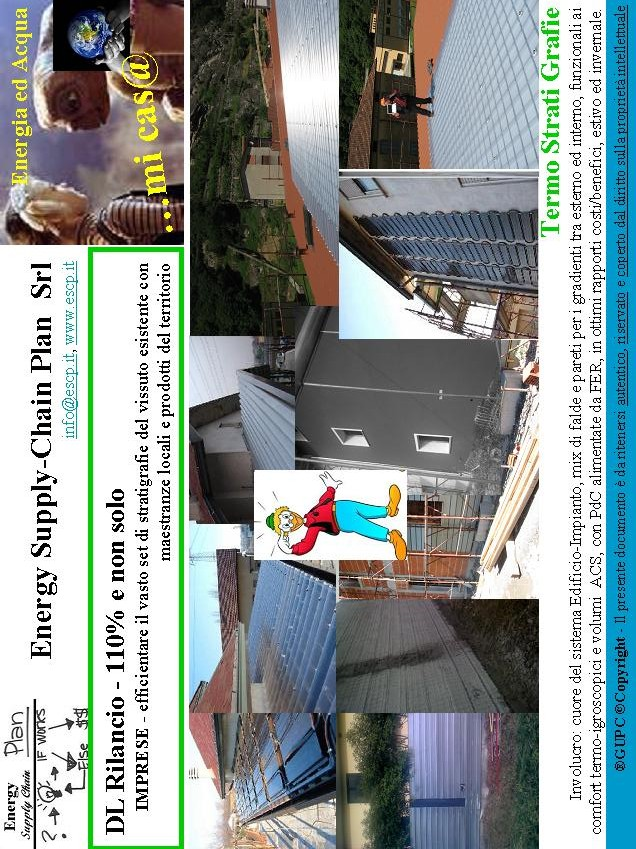 Energy
Supply Chain Plan
? → IF WORKS
Else $$!
Energy Supply-Chain Plan Srl
info@escp.it, www.escp.it
Energia ed Acqua
...mi cas@
DL Rilancio - 110% e non solo
IMPRESE - efficientare il vasto set di stratigrafie del vissuto esistente con
maestranze locali e prodotti del territorio
Termo Strati Grafie
Involucro: cuore del sistema Edificio-Impianto, mix di falde e pareti per i gradienti tra esterno ed interno, funzionali ai
comfort termo-igroscopici e volumi ACS, con PdC alimentate da FER, in ottimi rapporti costi/benefici, estivo ed invernale.
®GUPC ©Copyright - Il presente documento è da ritenersi autentico, riservato e coperto dal diritto sulla proprietà intellettuale